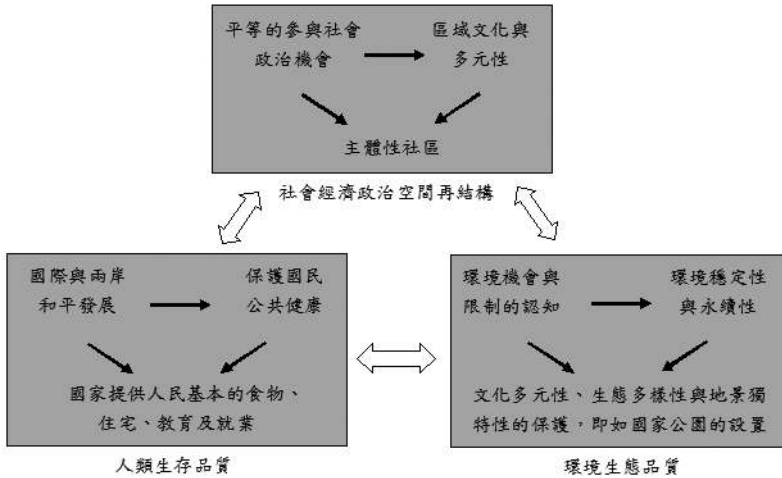 平等的參與社會
政治機會
區域文化與
多元性
主體性社區
社會經濟政治空間再結構
國際與兩岸
和平發展
保護國民
公共健康
國家提供人民基本的食物、
住宅、教育及就業
人類生存品質
環境機會與
限制的認知
環境穩定性
與永續性
文化多元性、生態多樣性與地景獨
特性的保護，即如國家公園的設置
環境生態品質